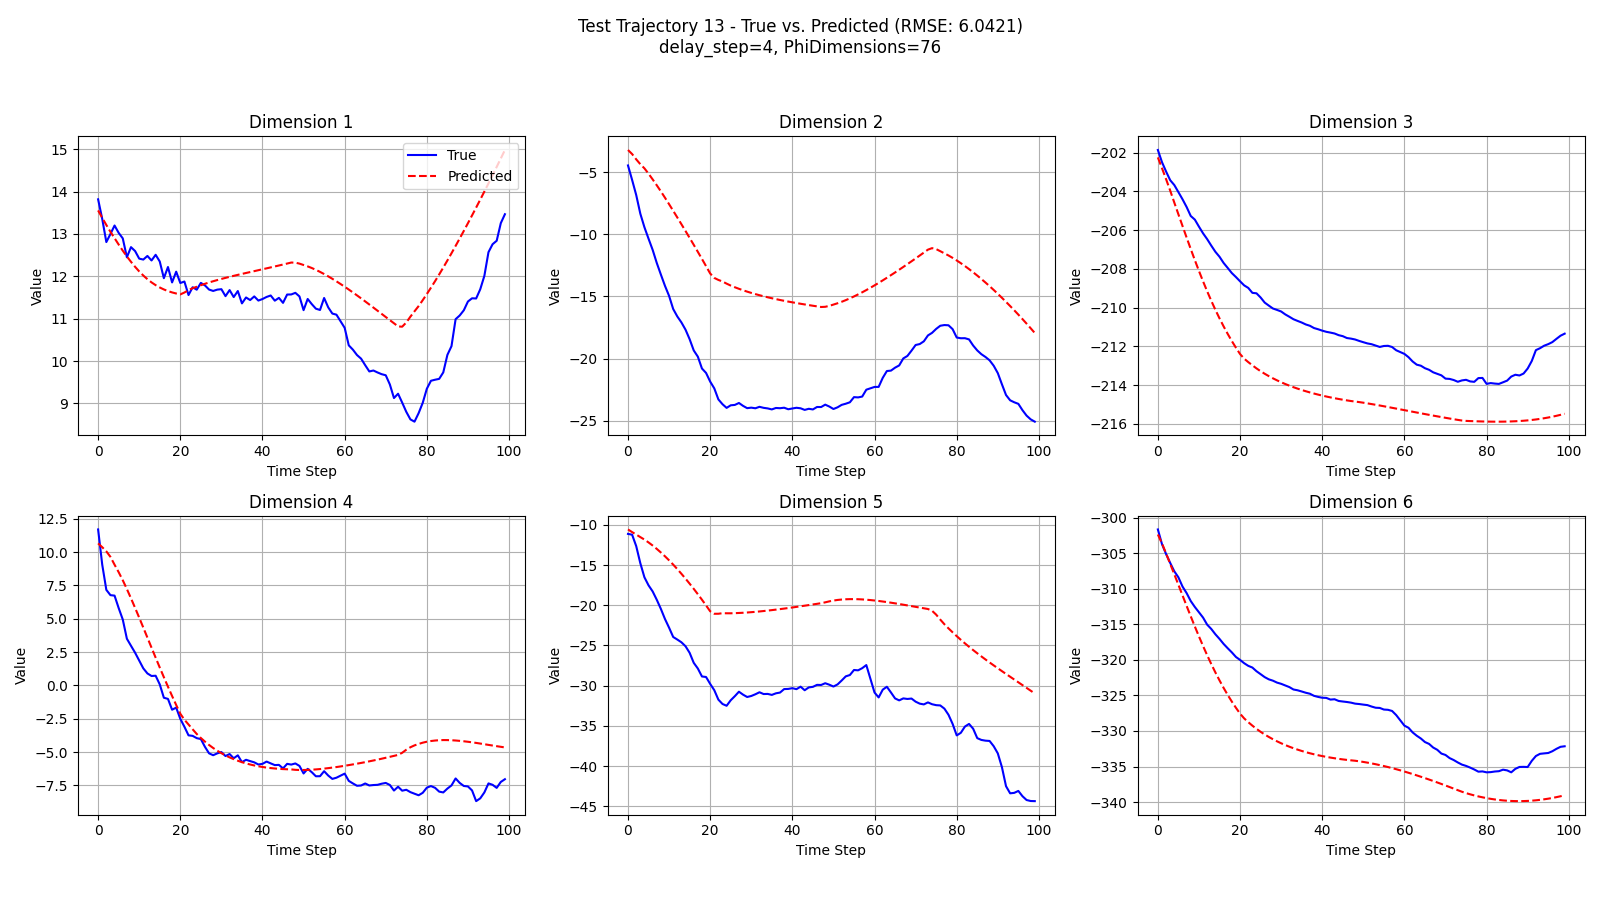 Test Trajectory 13 - True vs. Predicted (RMSE: 6.0421)
delay_step=4, PhiDimensions=76
Dimension 1
15
14
13
12
11
10
9
Value
0 20 40 60 80 100
Time Step
True
Predicted
Dimension 2
−5
−10
−15
−20
−25
Value
0 20 40 60 80 100
Time Step
Dimension 3
−202
−204
−206
−208
−210
−212
−214
−216
Value
0 20 40 60 80 100
Time Step
Dimension 4
12.5
10.0
7.5
5.0
2.5
0.0
−2.5
−5.0
−7.5
Value
0 20 40 60 80 100
Time Step
Dimension 5
−10
−15
−20
−25
−30
−35
−40
−45
Value
0 20 40 60 80 100
Time Step
Dimension 6
−300
−305
−310
−315
−320
−325
−330
−335
−340
Value
0 20 40 60 80 100
Time Step